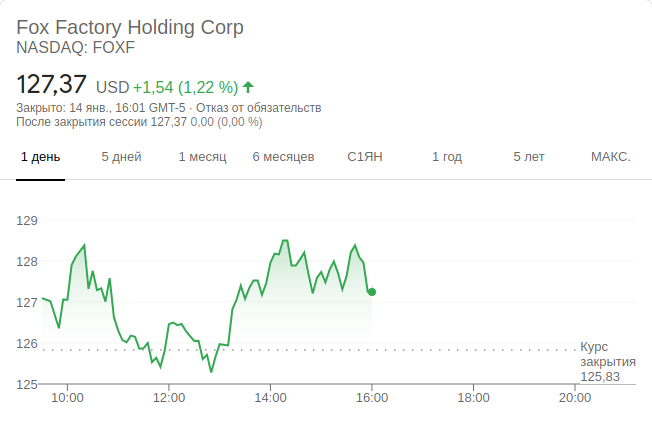 Fox Factory Holding Corp
NASDAQ: FOXF
127,37 USD +1,54 (1,22 %)
Закрыто: 14 янв., 16:01 GMT-5 · Отказ от обязательств
После закрытия сессии 127,37 0,00 (0,00 %)
1 день 5 дней 1 месяц 6 месяцев С1ЯН 1 год 5 лет МАКС.
129
128
127
126
Курс
закрытия
125,83
125
10:00 12:00 14:00 16:00 18:00 20:00